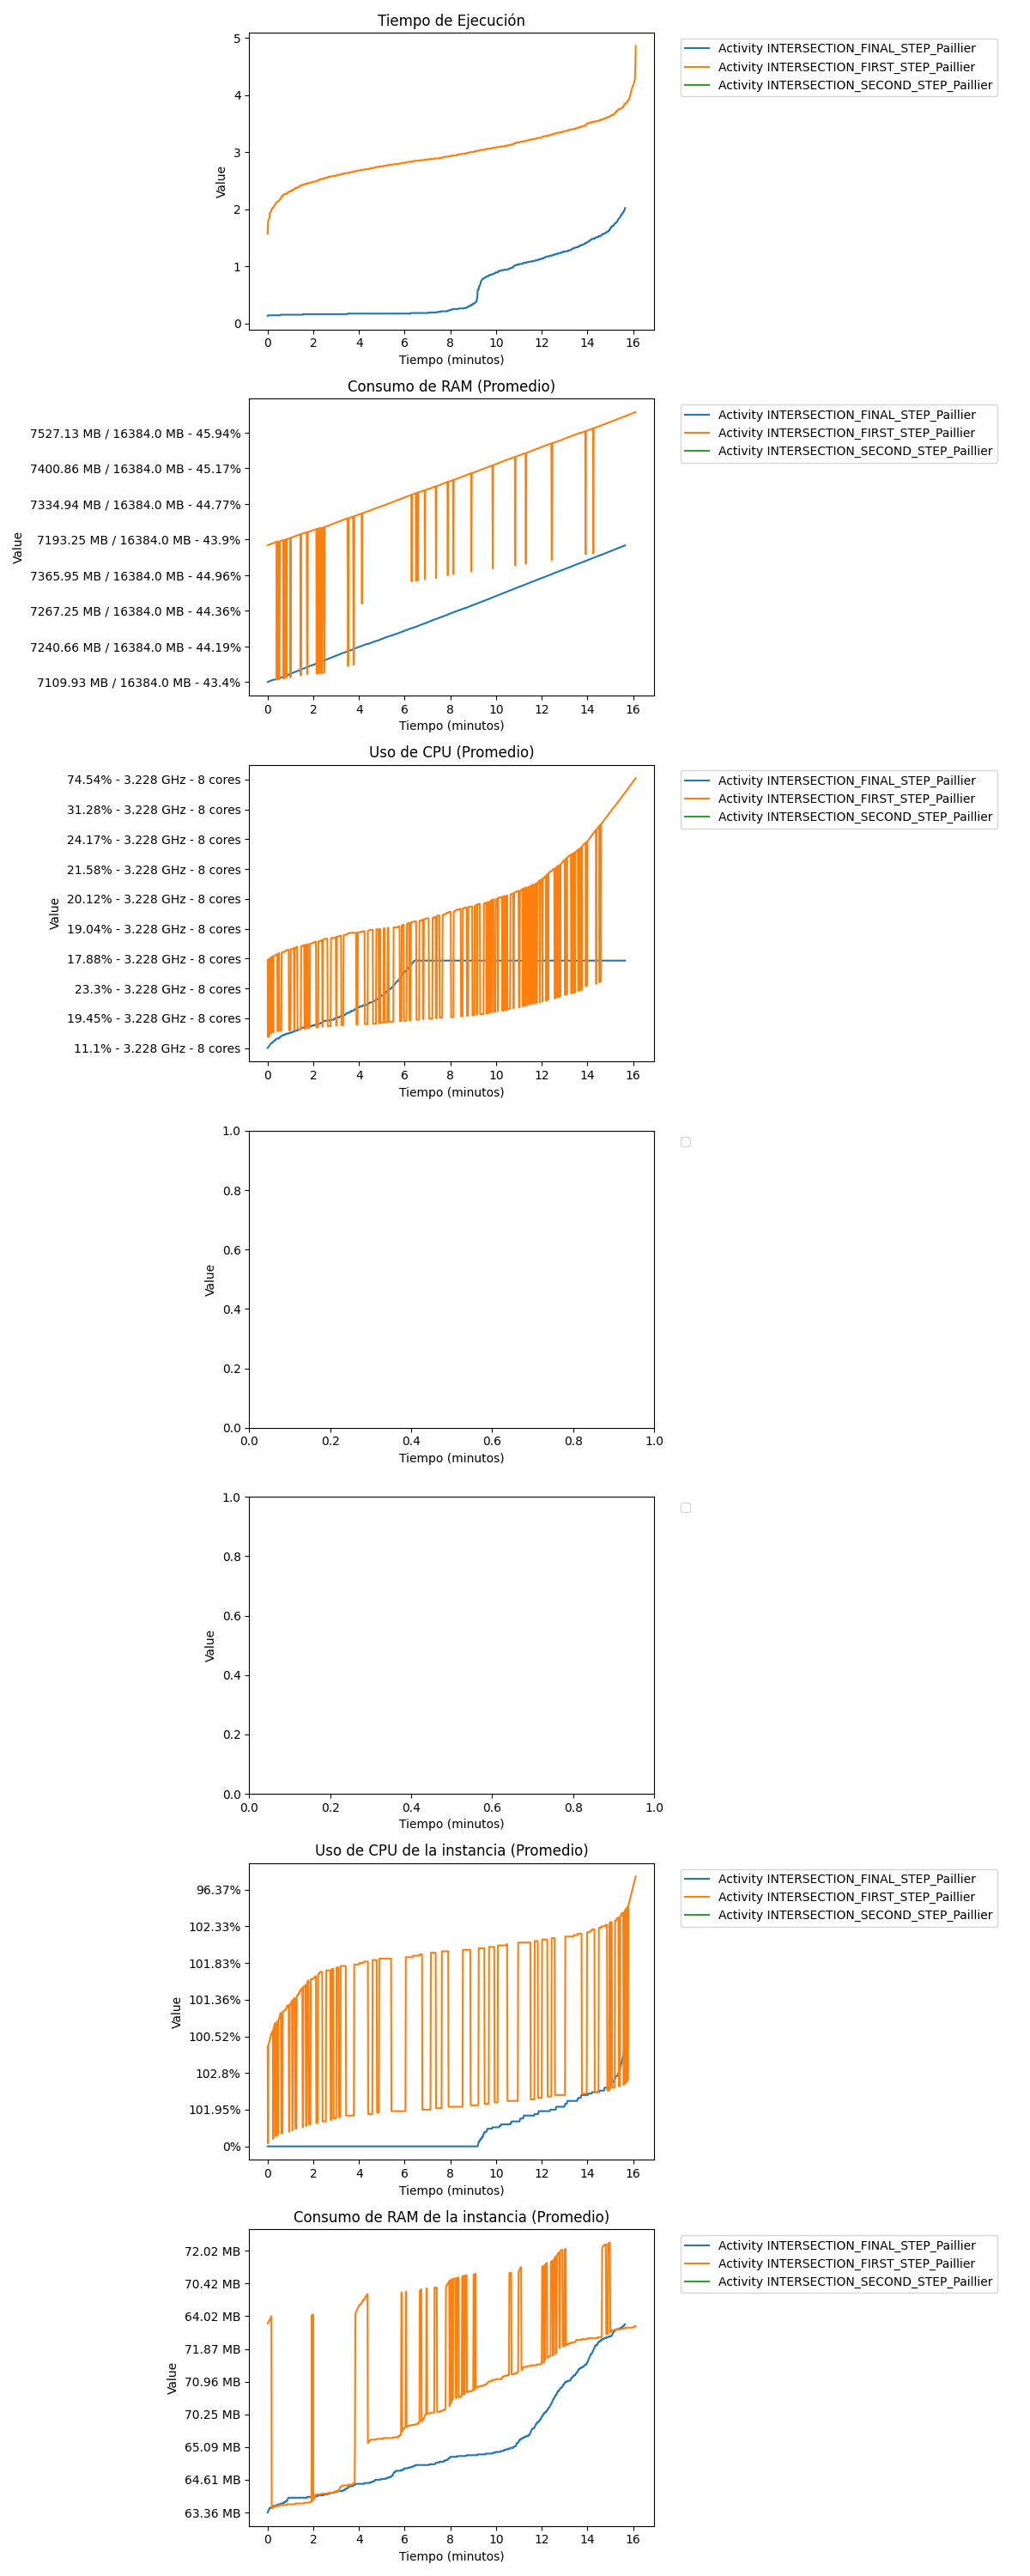 Tiempo de Ejecución
5
4
3
2
1
0
Value
0 2 4 6 8 10 12 14 16
Tiempo (minutos)
Activity INTERSECTION_FINAL_STEP_Paillier
Activity INTERSECTION_FIRST_STEP_Paillier
Activity INTERSECTION_SECOND_STEP_Paillier
Consumo de RAM (Promedio)
7527.13 MB / 16384.0 MB - 45.94%
7400.86 MB / 16384.0 MB - 45.17%
7334.94 MB / 16384.0 MB - 44.77%
7193.25 MB / 16384.0 MB - 43.9%
7365.95 MB / 16384.0 MB - 44.96%
7267.25 MB / 16384.0 MB - 44.36%
7240.66 MB / 16384.0 MB - 44.19%
7109.93 MB / 16384.0 MB - 43.4%
Value
0 2 4 6 8 10 12 14 16
Tiempo (minutos)
Activity INTERSECTION_FINAL_STEP_Paillier
Activity INTERSECTION_FIRST_STEP_Paillier
Activity INTERSECTION_SECOND_STEP_Paillier
Uso de CPU (Promedio)
74.54% - 3.228 GHz - 8 cores
31.28% - 3.228 GHz - 8 cores
24.17% - 3.228 GHz - 8 cores
21.58% - 3.228 GHz - 8 cores
20.12% - 3.228 GHz - 8 cores
19.04% - 3.228 GHz - 8 cores
17.88% - 3.228 GHz - 8 cores
23.3% - 3.228 GHz - 8 cores
19.45% - 3.228 GHz - 8 cores
11.1% - 3.228 GHz - 8 cores
Value
0 2 4 6 8 10 12 14 16
Tiempo (minutos)
Activity INTERSECTION_FINAL_STEP_Paillier
Activity INTERSECTION_FIRST_STEP_Paillier
Activity INTERSECTION_SECOND_STEP_Paillier
1.0
0.8
0.6
0.4
0.2
0.0
Value
0.0 0.2 0.4 0.6 0.8 1.0
Tiempo (minutos)
1.0
0.8
0.6
0.4
0.2
0.0
Value
0.0 0.2 0.4 0.6 0.8 1.0
Tiempo (minutos)
Uso de CPU de la instancia (Promedio)
96.37%
102.33%
101.83%
101.36%
100.52%
102.8%
101.95%
0%
Value
0 2 4 6 8 10 12 14 16
Tiempo (minutos)
Activity INTERSECTION_FINAL_STEP_Paillier
Activity INTERSECTION_FIRST_STEP_Paillier
Activity INTERSECTION_SECOND_STEP_Paillier
Consumo de RAM de la instancia (Promedio)
72.02 MB
70.42 MB
64.02 MB
71.87 MB
70.96 MB
70.25 MB
65.09 MB
64.61 MB
63.36 MB
Value
0 2 4 6 8 10 12 14 16
Tiempo (minutos)
Activity INTERSECTION_FINAL_STEP_Paillier
Activity INTERSECTION_FIRST_STEP_Paillier
Activity INTERSECTION_SECOND_STEP_Paillier